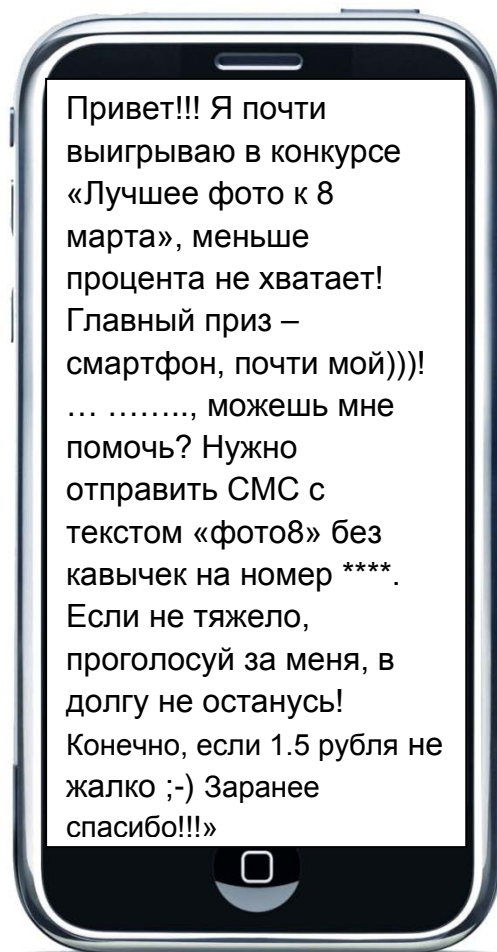 Привет!!! Я почти
выигрываю в конкурсе
«Лучшее фото к 8
марта», меньше
процента не хватает!
Главный приз –
смартфон, почти мой)))!
… …….., можешь мне
помочь? Нужно
отправить СМС с
текстом «фото8» без
кавычек на номер ****.
Если не тяжело,
проголосуй за меня, в
долгу не останусь!
Конечно, если 1.5 рубля не
жалко ;-) Заранее
спасибо!!!»